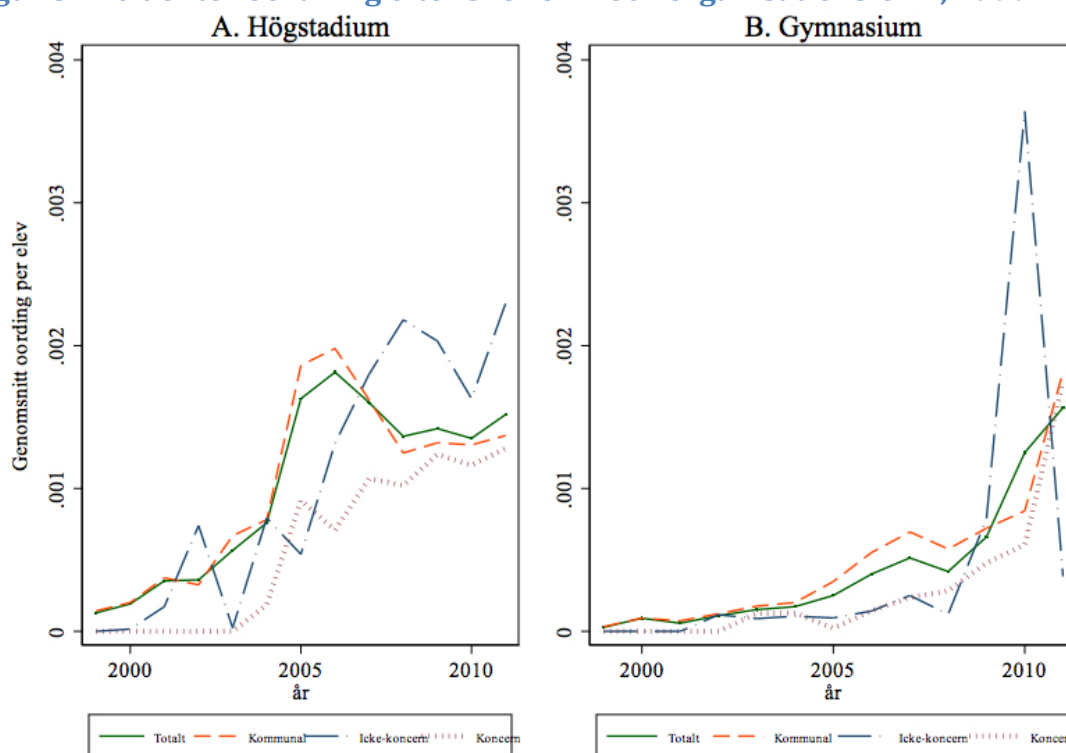 A. Högstadium
B. Gymnasium
Genomsnitt oording per elev
.004
.003
.002
.001
0
2000
2005
2010
år
.004
.003
.002
.001
0
2000
2005
2010
år
Totalt Kommunal Icke-koncern Koncern
Totalt Kommunal Icke-koncern Koncern